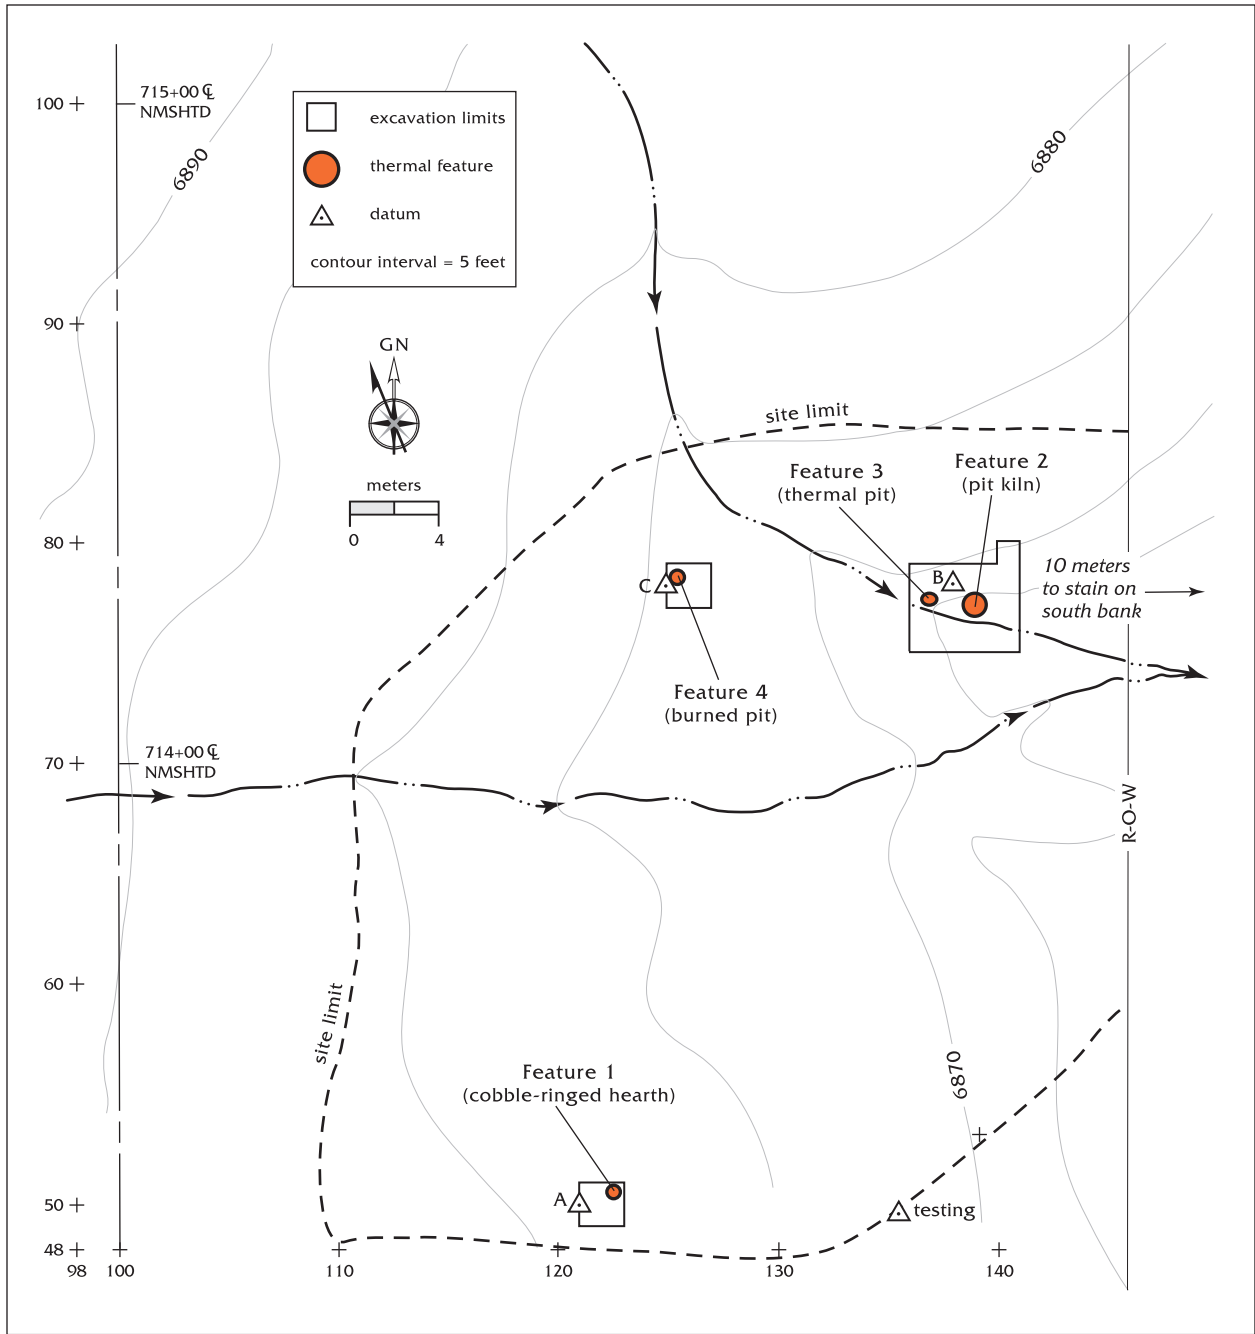 100
715+00 ℄
NMSHTD
excavation limits
thermal feature
datum
contour interval = 5 feet
6890
6880
90
GN
meters
0 4
site limit
Feature 2
(pit kiln)
Feature 3
(thermal pit)
80
10 meters
to stain on
south bank
B
C
Feature 4
(burned pit)
70
714+00 ℄
NMSHTD
R-O-W
60
site limit
6870
Feature 1
(cobble-ringed hearth)
50
A
testing
48
98 100 110 120 130 140